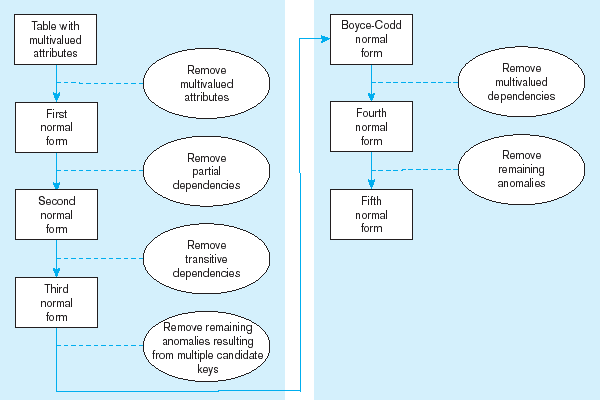 Table with
multivalued
attributes
Remove
multivalued
attributes
First
normal
form
Remove
partial
dependencies
Second
normal
form
Remove
transitive
dependencies
Third
normal
form
Remove remaining
anomalies resulting
from multiple candidate
keys
Boyce-Codd
normal
form
Remove
multivalued
dependencies
Fourth
normal
form
Remove
remaining
anomalies
Fifth
normal
form